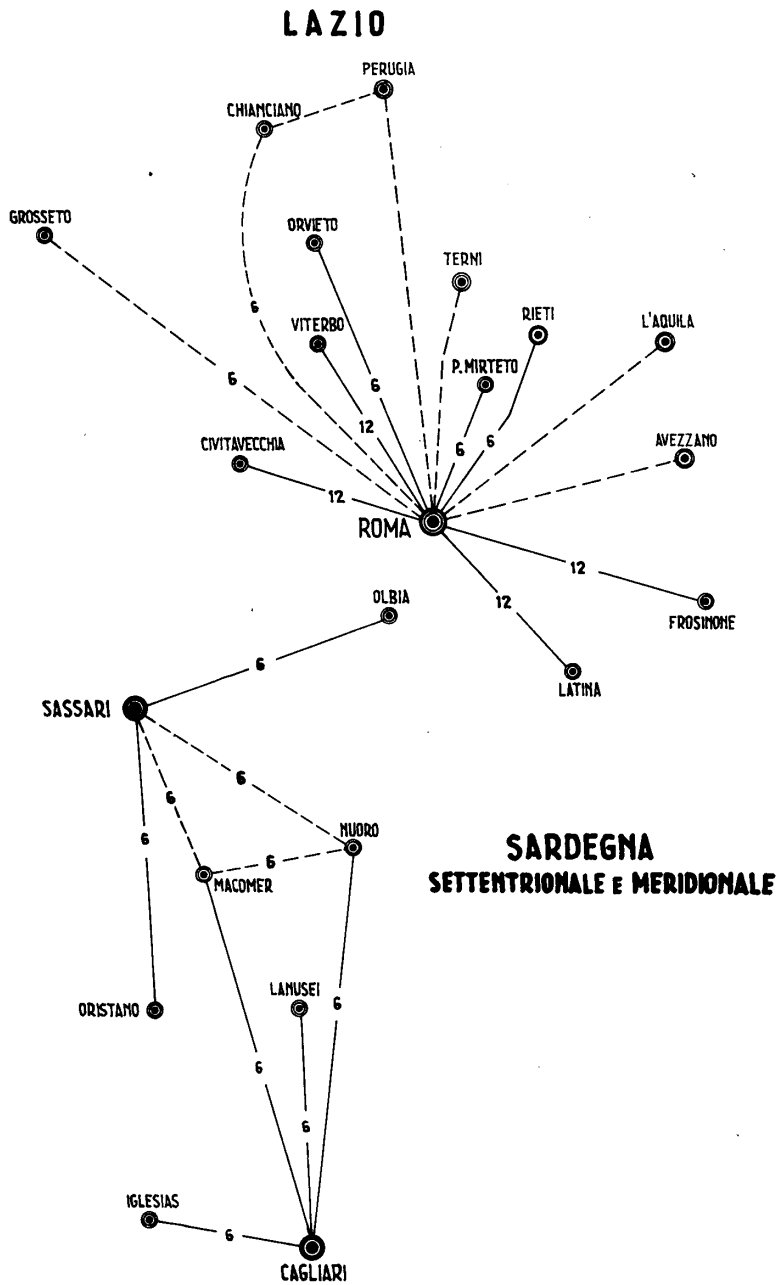 LAZIO
PERUGIA
CHIANCIANO
GROSSETO
ORVIETO
TERNI
6
VITERBO
RIETI
L'AQUILA
P. MIRTETO
6
6
12
6
6
CIVITAVECCHIA
AVEZZANO
12
ROMA
12
12
FROSINONE
LATINA
OLBIA
6
SASSARI
6
6
6
NUORO
6
MACOMER
SARDEGNA
SETTENTRIONALE E MERIDIONALE
LANUSEI
6
ORISTANO
6
6
IGLESIAS
6
CAGLIARI